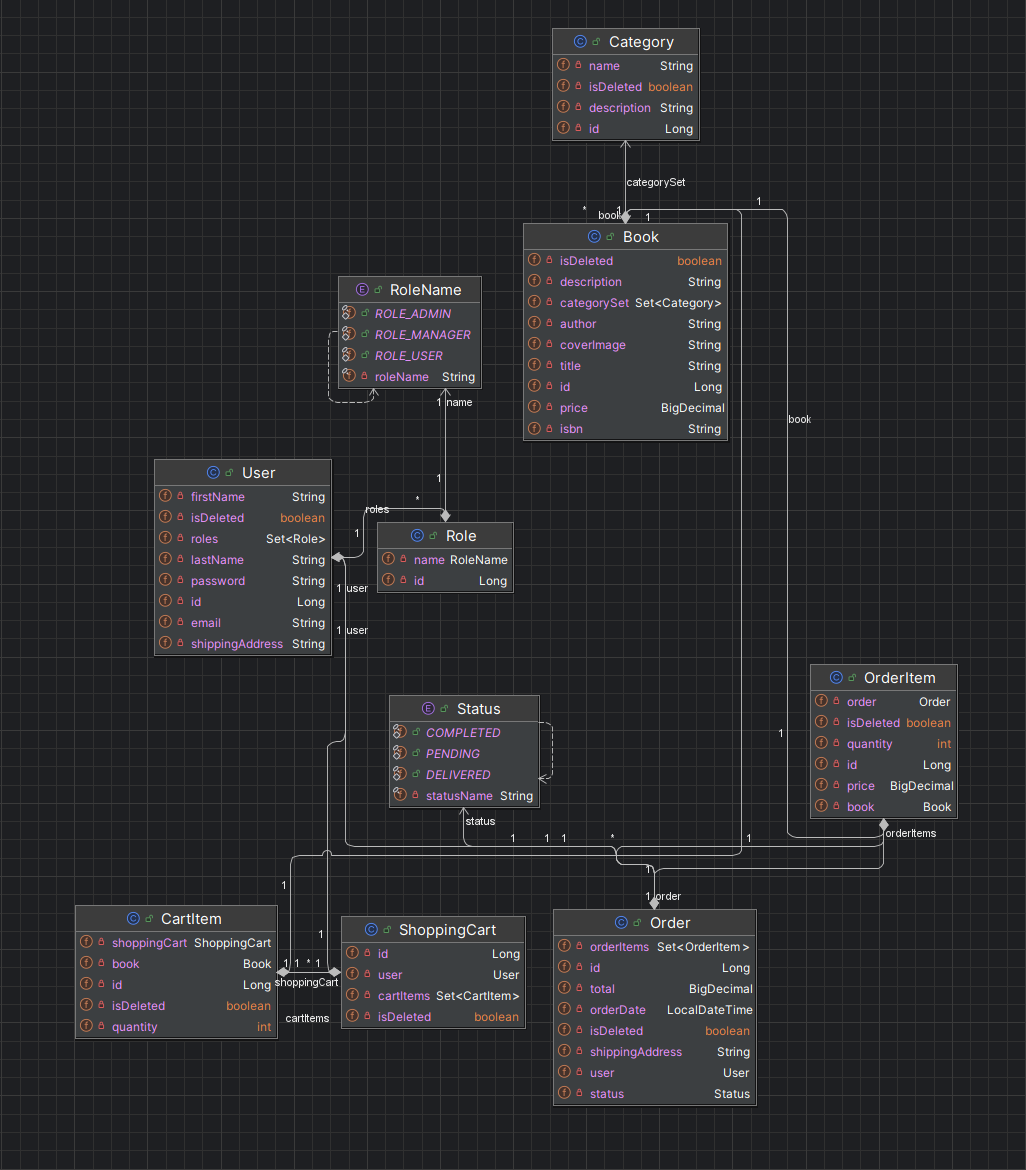 Category
name String
isDeleted boolean
description String
id Long
categorySet
* 1 1
book 1
Book
isDeleted boolean
description String
categorySet Set<Category>
author String
coverImage String
title String
id Long
price BigDecimal
isbn String
RoleName
ROLE_ADMIN
ROLE_MANAGER
ROLE_USER
roleName String
1 name
book
1
*
roles
1
User
firstName String
isDeleted boolean
roles Set<Role>
lastName String
password String
id Long
email String
shippingAddress String
Role
name RoleName
id Long
1 user
1 user
OrderItem
order Order
isDeleted boolean
quantity int
id Long
price BigDecimal
book Book
1
Status
COMPLETED
PENDING
DELIVERED
statusName String
status
orderItems
1 1 1 * 1
1
1 order
1
CartItem
shoppingCart ShoppingCart
book Book
id Long
isDeleted boolean
quantity int
1
1 1 * 1
shoppingCart
cartItems
ShoppingCart
id Long
user User
cartItems Set<CartItem>
isDeleted boolean
Order
orderItems Set<OrderItem>
id Long
total BigDecimal
orderDate LocalDateTime
isDeleted boolean
shippingAddress String
user User
status Status